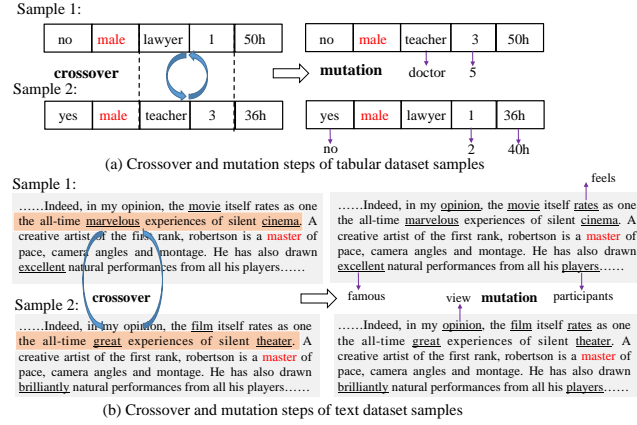 Sample 1:
no male lawyer 1 50h
no male teacher 3 50h
crossover
mutation
doctor 5
Sample 2:
yes male teacher 3 36h
yes male lawyer 1 36h
no 2 40h
(a) Crossover and mutation steps of tabular dataset samples
Sample 1:
feels
……Indeed, in my opinion, the movie itself rates as one
the all-time marvelous experiences of silent cinema. A
creative artist of the first rank, robertson is a master of
pace, camera angles and montage. He has also drawn
excellent natural performances from all his players……
……Indeed, in my opinion, the movie itself rates as one
the all-time marvelous experiences of silent cinema. A
creative artist of the first rank, robertson is a master of
pace, camera angles and montage. He has also drawn
excellent natural performances from all his players……
crossover
famous
view
mutation
participants
Sample 2:
……Indeed, in my opinion, the film itself rates as one
the all-time great experiences of silent theater. A
creative artist of the first rank, robertson is a master of
pace, camera angles and montage. He has also drawn
brilliantly natural performances from all his players……
……Indeed, in my opinion, the film itself rates as one
the all-time great experiences of silent theater. A
creative artist of the first rank, robertson is a master of
pace, camera angles and montage. He has also drawn
brilliantly natural performances from all his players……
(b) Crossover and mutation steps of text dataset samples